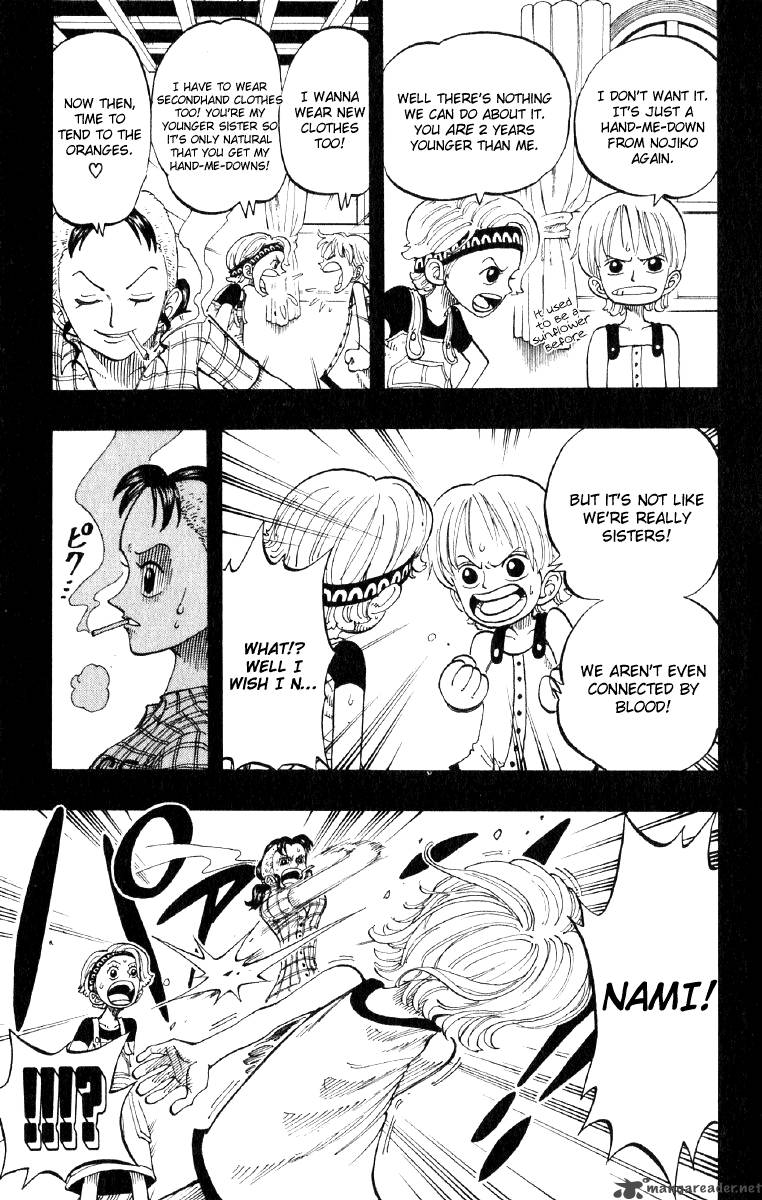 I DON'T WANT IT.
IT'S JUST A
HAND-ME-DOWN
FROM NOJIKO
AGAIN.
WELL THERE'S NOTHING
WE CAN DO ABOUT IT.
YOU ARE 2 YEARS
YOUNGER THAN ME.
It used
to be a
sunflower
before
I WANNA
WEAR NEW
CLOTHES
TOO!
I HAVE TO WEAR
SECONDHAND CLOTHES
TOO! YOU'RE MY
YOUNGER SISTER SO
IT'S ONLY NATURAL
THAT YOU GET MY
HAND-ME-DOWNS!
NOW THEN,
TIME TO
TEND TO THE
ORANGES.
♡
BUT IT'S NOT LIKE
WE'RE REALLY
SISTERS!
WE AREN'T EVEN
CONNECTED BY
BLOOD!
WHAT!?
WELL I
WISH I N...
ピク...
NAMI!
!!!!?
mangareader.net